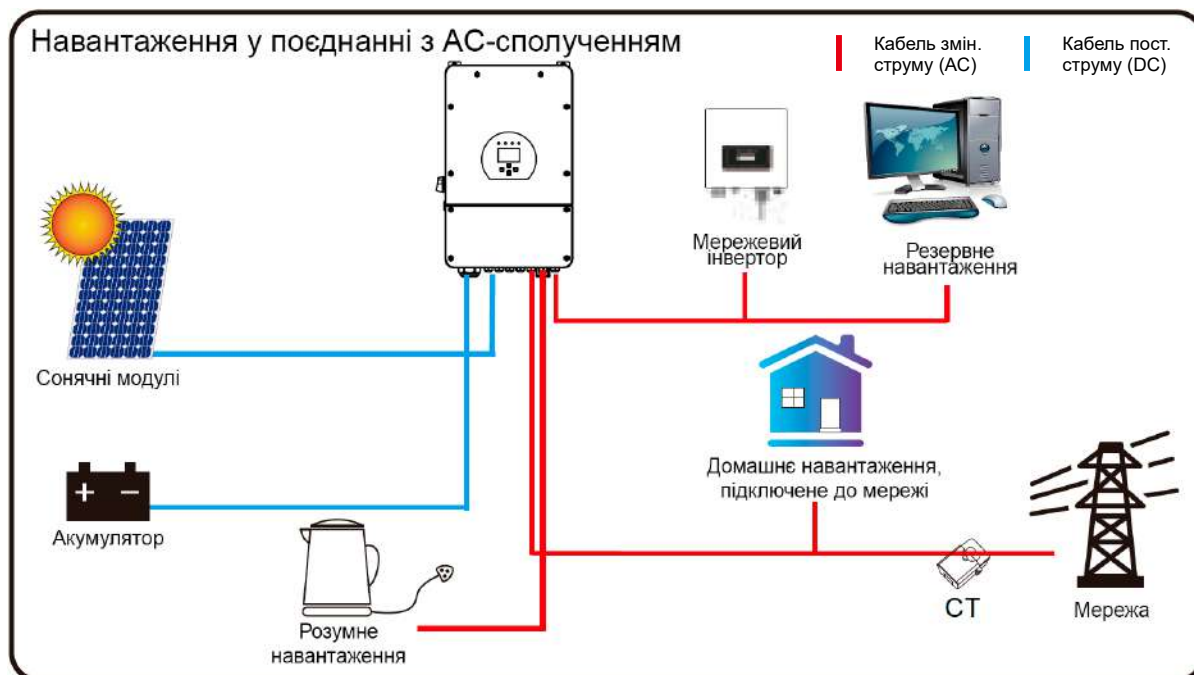 Навантаження у поєднанні з AC-сполученням
Кабель змін.
струму (AC)
Кабель пост.
струму (DC)
Мережевий
інвертор
Резервне
навантаження
Сонячні модулі
Домашнє навантаження,
підключене до мережі
Акумулятор
CT
Мережа
Розумне
навантаження